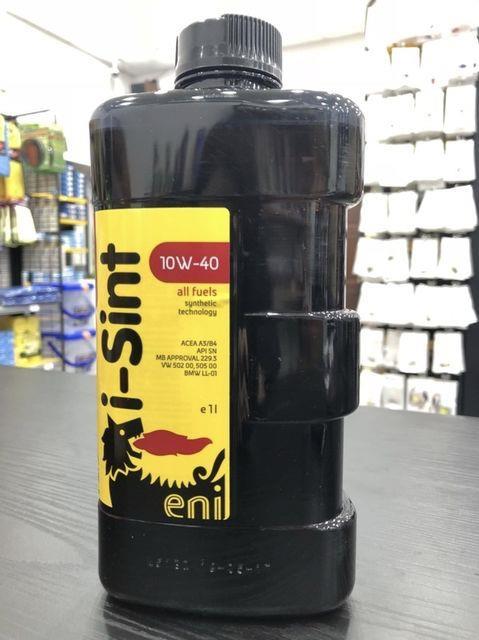 10W-40
all fuels
synthetic
technology
i-Sint
ACEA A3/B4
API SN
MB APPROVAL 229.3
VW 502 00, 505 00
BMW LL-01
e 1 l
eni